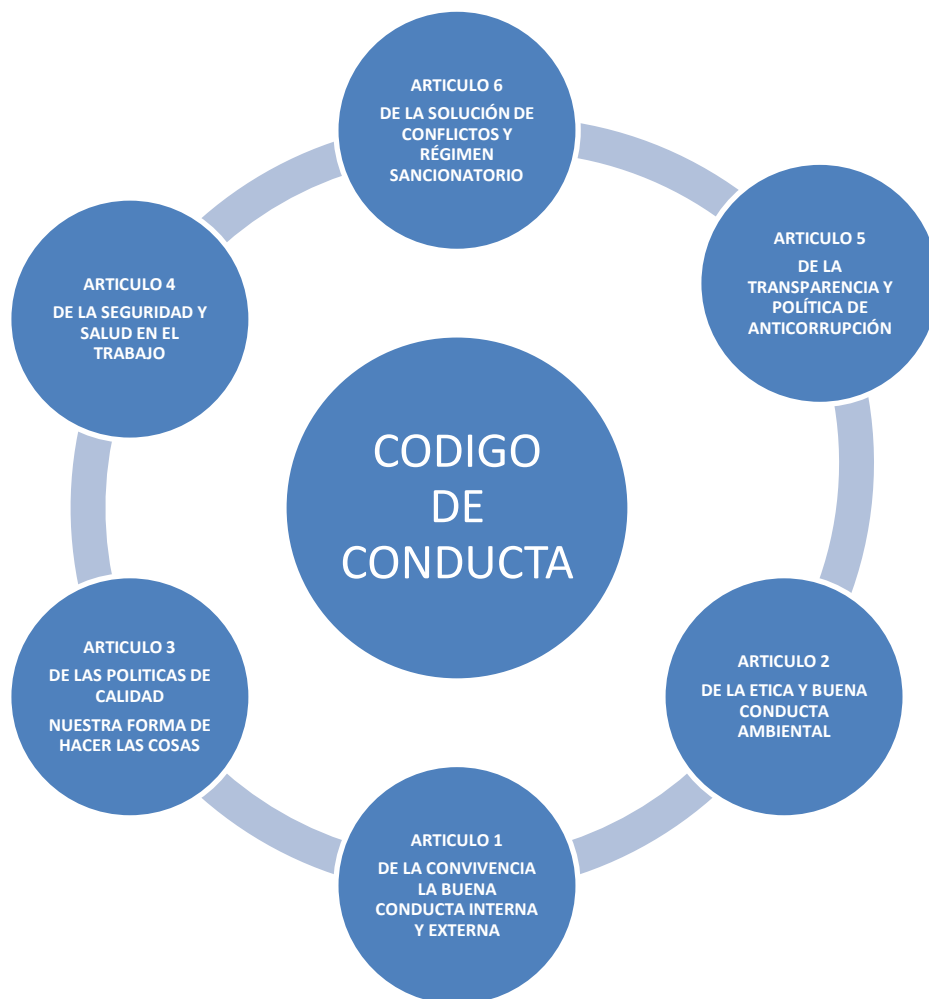 ARTICULO 6
DE LA SOLUCIÓN DE
CONFLICTOS Y
RÉGIMEN
SANCIONATORIO
ARTICULO 5
DE LA
TRANSPARENCIA Y
POLÍTICA DE
ANTICORRUPCIÓN
ARTICULO 4
DE LA SEGURIDAD Y
SALUD EN EL
TRABAJO
CODIGO
DE
CONDUCTA
ARTICULO 3
DE LAS POLITICAS DE
CALIDAD
NUESTRA FORMA DE
HACER LAS COSAS
ARTICULO 2
DE LA ETICA Y BUENA
CONDUCTA
AMBIENTAL
ARTICULO 1
DE LA CONVIVENCIA
LA BUENA
CONDUCTA INTERNA
Y EXTERNA